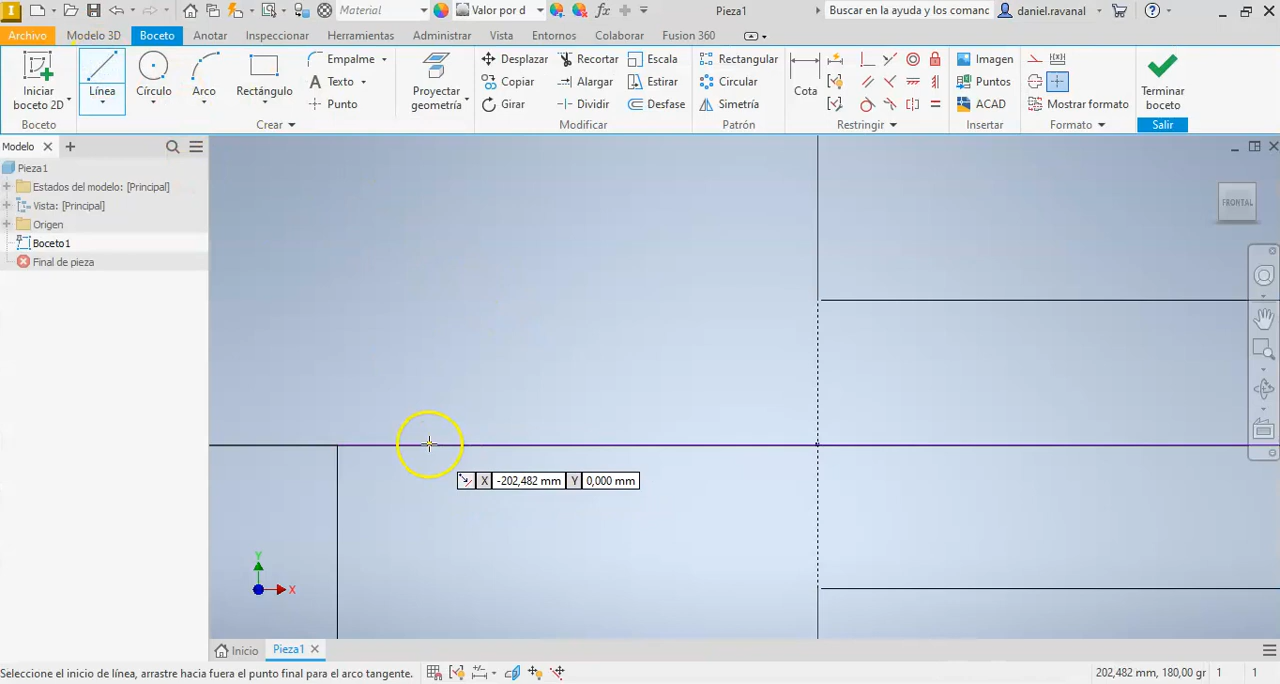 Material
Valor por d
fx
Pieza1
Buscar en la ayuda y los comanc
daniel.ravanal
Archivo
Modelo 3D
Boceto
Anotar
Inspeccionar
Herramientas
Administrar
Vista
Entornos
Colaborar
Fusion 360
Iniciar
boceto 2D
Línea
Círculo
Arco
Rectángulo
Empalme
Texto
Punto
Proyectar
geometría
Desplazar
Copiar
Girar
Recortar
Alargar
Dividir
Escala
Estirar
Desfase
Rectangular
Circular
Simetría
Cota
Imagen
Puntos
ACAD
Mostrar formato
Terminar
boceto
Boceto
Crear
Modificar
Patrón
Restringir
Insertar
Formato
Salir
Modelo
Pieza1
Estados del modelo: [Principal]
Vista: [Principal]
Origen
Boceto1
Final de pieza
FRONTAL
X -202,482 mm Y 0,000 mm
Y
X
Inicio
Pieza1
Seleccione el inicio de línea, arrastre hacia fuera el punto final para el arco tangente.
202,482 mm, 180,00 gr 1 1